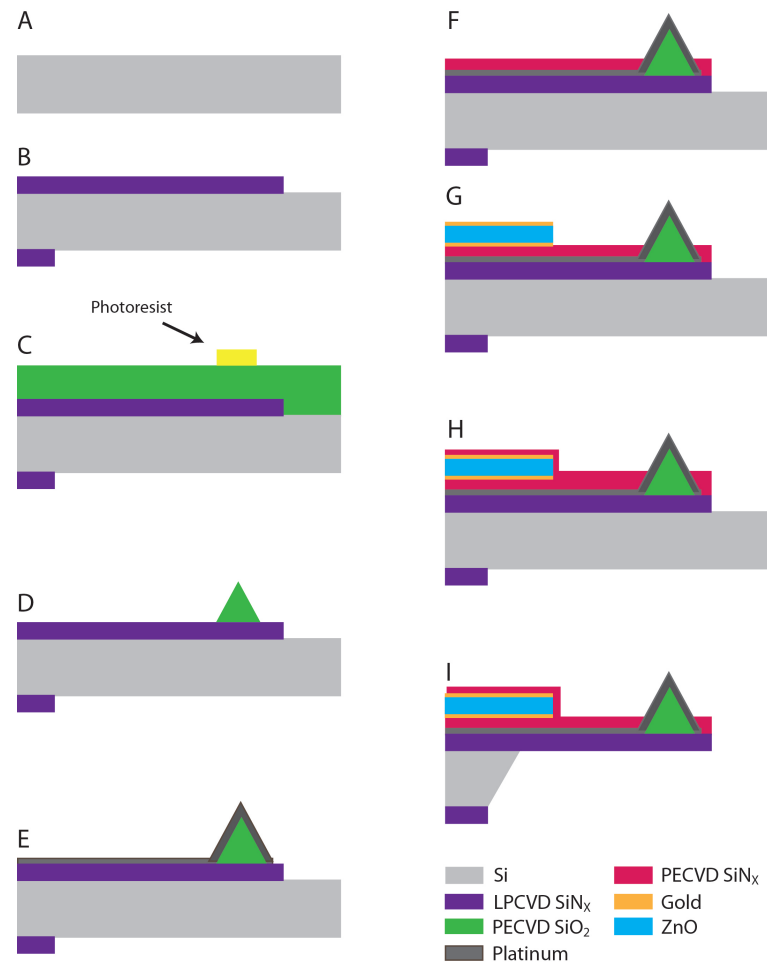 A
B
Photoresist
C
D
E
F
G
H
I
Si
LPCVD SiNX
PECVD SiO2
Platinum
PECVD SiNX
Gold
ZnO